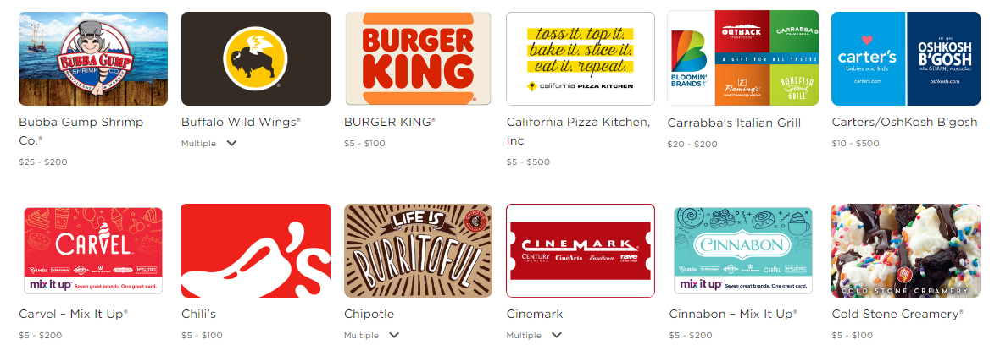 BUBBA GUMP
SHRIMP CO.
RESTAURANT & MARKET
BURGER
KING
®
toss it. top it.
bake it. slice it.
eat it. repeat.
california PIZZA KITCHEN
BLOOMIN'
BRANDS
OUTBACK
STEAKHOUSE
CARRABBA'S
ITALIAN GRILL
A GIFT FOR ALL TASTES
Fleming's
BONEFISH
GRILL
carter's
babies and kids
carters.com
OSHKOSH
B'GOSH
oshkosh.com
Bubba Gump Shrimp
Co.®
$25 - $200
Buffalo Wild Wings®
Multiple
BURGER KING®
$5 - $100
California Pizza Kitchen,
Inc
$5 - $500
Carrabba's Italian Grill
$20 - $200
Carters/OshKosh B'gosh
$10 - $500
CARVEL
mix it up Seven great brands. One great card.
chili's
LIFE IS
BURRITOFUL
CINEMARK
CENTURY
THEATRES
CinéArts
Tinseltown
rave
cinemas
CINNABON
mix it up Seven great brands. One great card.
COLD STONE CREAMERY
Carvel – Mix It Up®
$5 - $200
Chili's
$5 - $100
Chipotle
Multiple
Cinemark
Multiple
Cinnabon – Mix It Up®
$5 - $200
Cold Stone Creamery®
$5 - $100